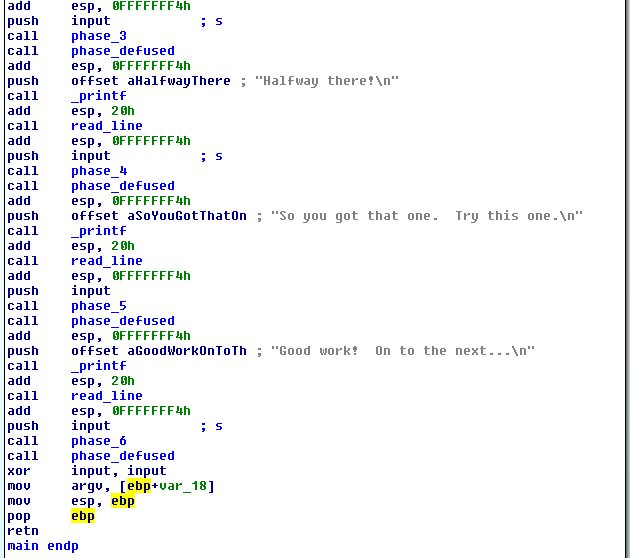 add     esp, 0FFFFFFF4h
push    input           ; s
call    phase_3
call    phase_defused
add     esp, 0FFFFFFF4h
push    offset aHalfwayThere ; "Halfway there!\n"
call    _printf
add     esp, 20h
call    read_line
add     esp, 0FFFFFFF4h
push    input           ; s
call    phase_4
call    phase_defused
add     esp, 0FFFFFFF4h
push    offset aSoYouGotThatOn ; "So you got that one.  Try this one.\n"
call    _printf
add     esp, 20h
call    read_line
add     esp, 0FFFFFFF4h
push    input
call    phase_5
call    phase_defused
add     esp, 0FFFFFFF4h
push    offset aGoodWorkOnToTh ; "Good work!  On to the next...\n"
call    _printf
add     esp, 20h
call    read_line
add     esp, 0FFFFFFF4h
push    input           ; s
call    phase_6
call    phase_defused
xor     input, input
mov     argv, [ebp+var_18]
mov     esp, ebp
pop     ebp
retn
main endp